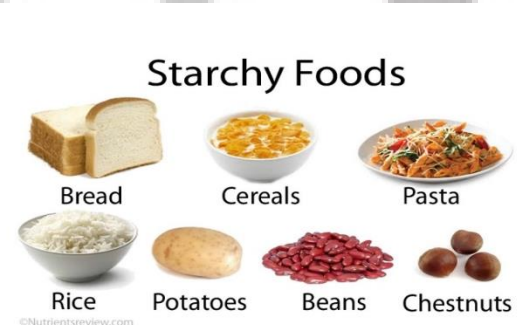 Starchy Foods
Bread Cereals Pasta
Rice Potatoes Beans Chestnuts
©Nutrientsreview.com